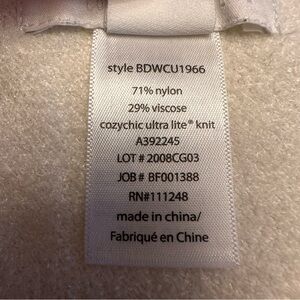 style BDWCU1966
71% nylon
29% viscose
cozychic ultra lite® knit
A392245
LOT # 2008CG03
JOB # BF001388
RN#111248
made in china/
Fabriqué en Chine